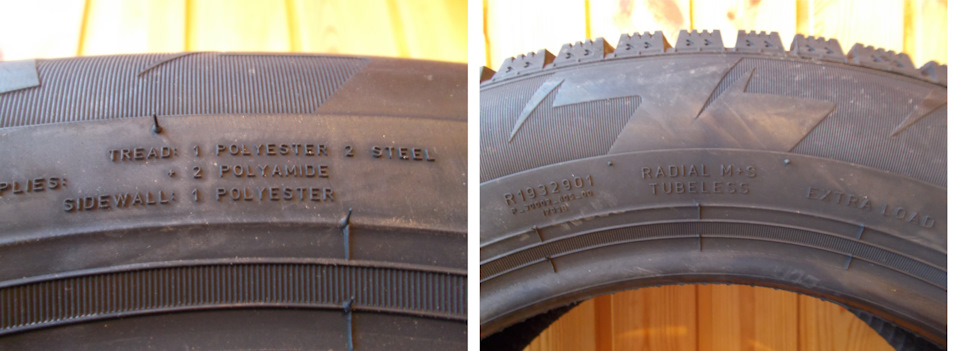 TREAD: 1 POLYESTER 2 STEEL
+ 2 POLYAMIDE
PLIES:
SIDEWALL: 1 POLYESTER
R1932901
RADIAL M+S
TUBELESS
EXTRA LOAD